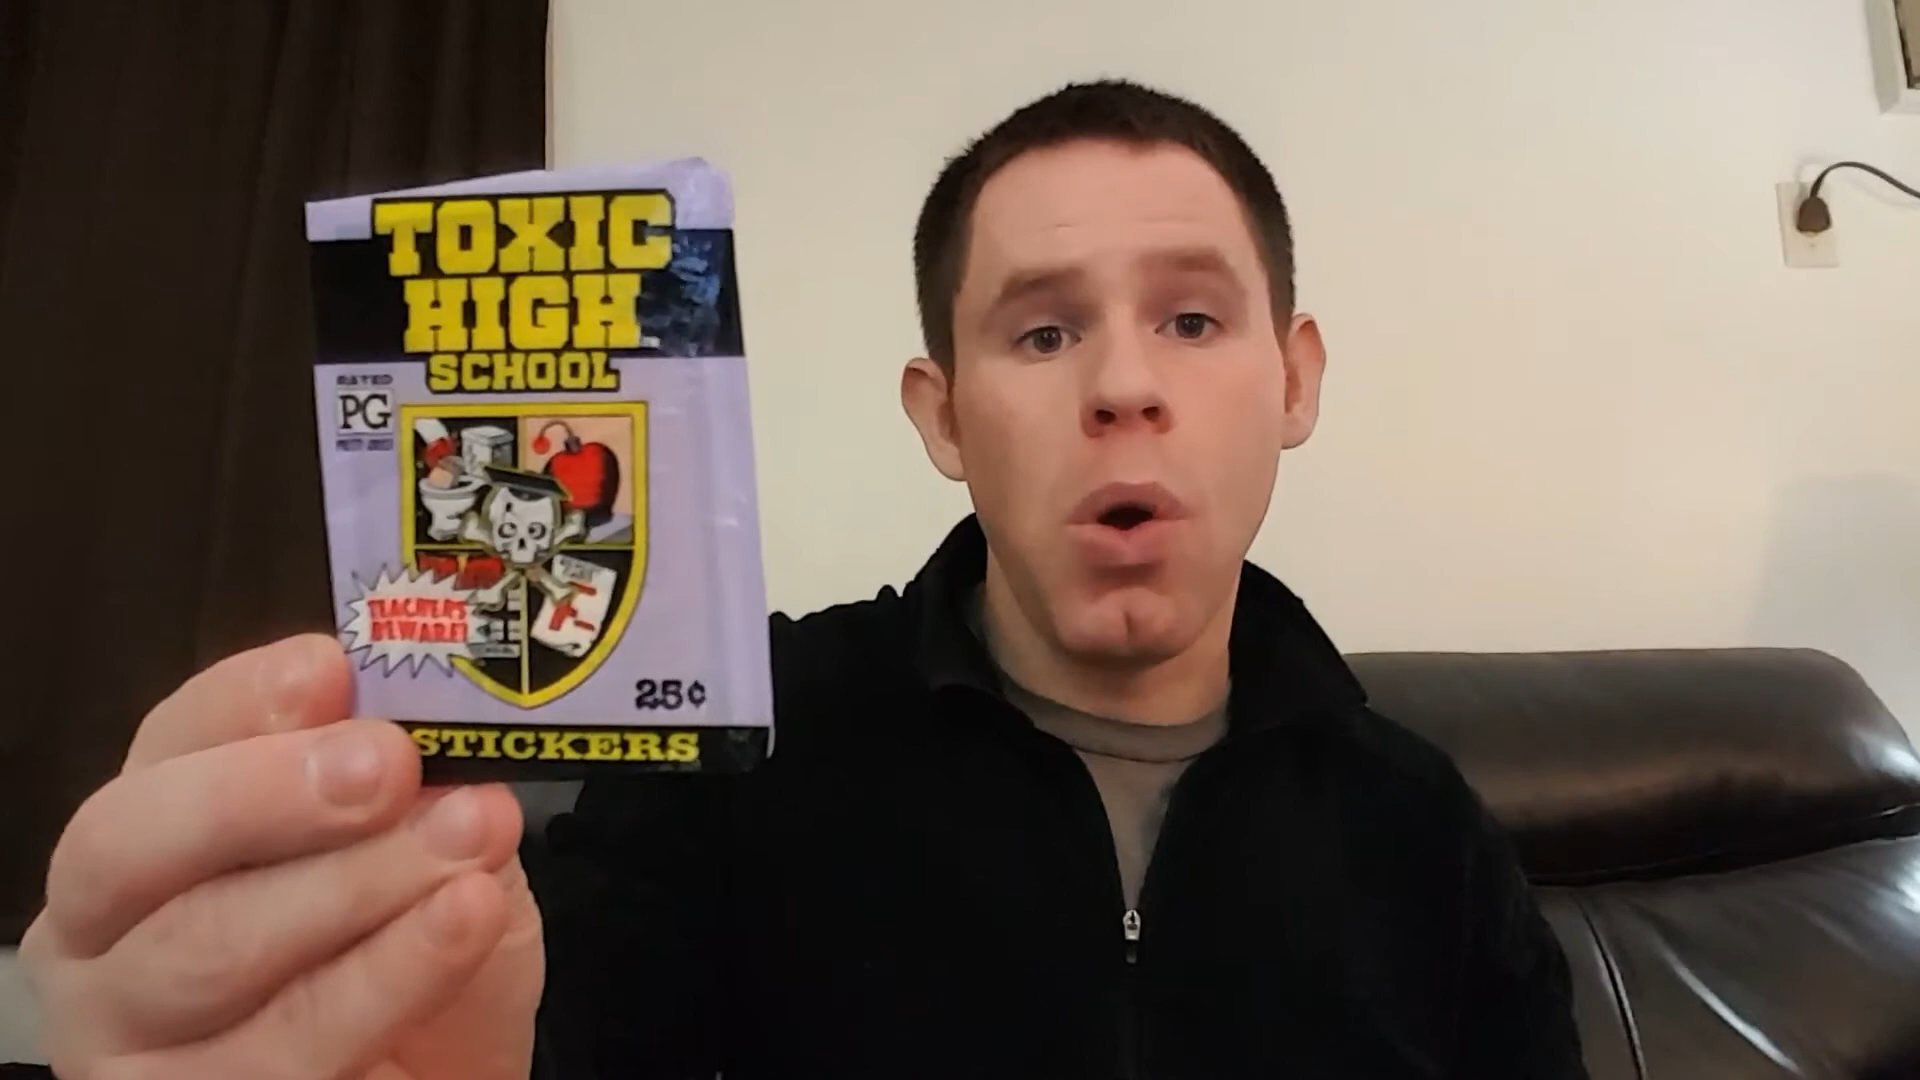 TOXIC
HIGH
SCHOOL
RATED
PG
TEACHERS
BEWARE!
25¢
STICKERS